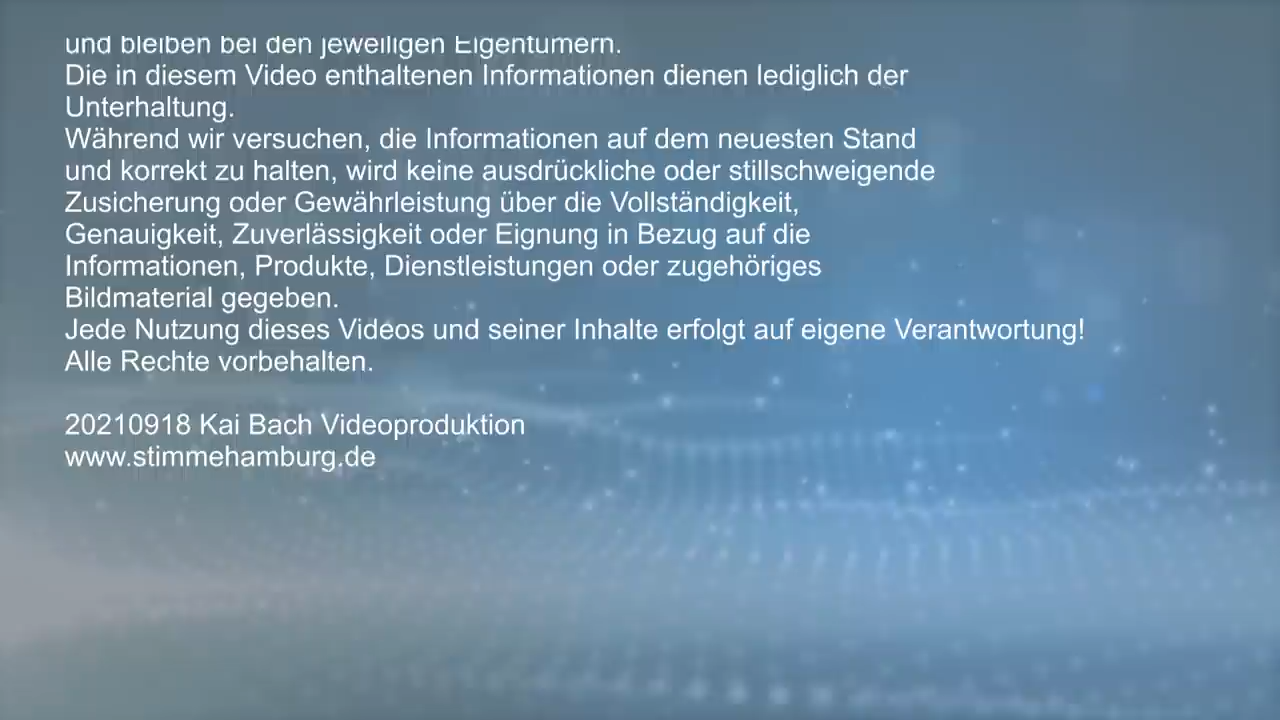 und bleiben bei den jeweiligen Eigentümern.
Die in diesem Video enthaltenen Informationen dienen lediglich der
Unterhaltung.
Während wir versuchen, die Informationen auf dem neuesten Stand
und korrekt zu halten, wird keine ausdrückliche oder stillschweigende
Zusicherung oder Gewährleistung über die Vollständigkeit,
Genauigkeit, Zuverlässigkeit oder Eignung in Bezug auf die
Informationen, Produkte, Dienstleistungen oder zugehöriges
Bildmaterial gegeben.
Jede Nutzung dieses Videos und seiner Inhalte erfolgt auf eigene Verantwortung!
Alle Rechte vorbehalten.
20210918 Kai Bach Videoproduktion
www.stimmehamburg.de